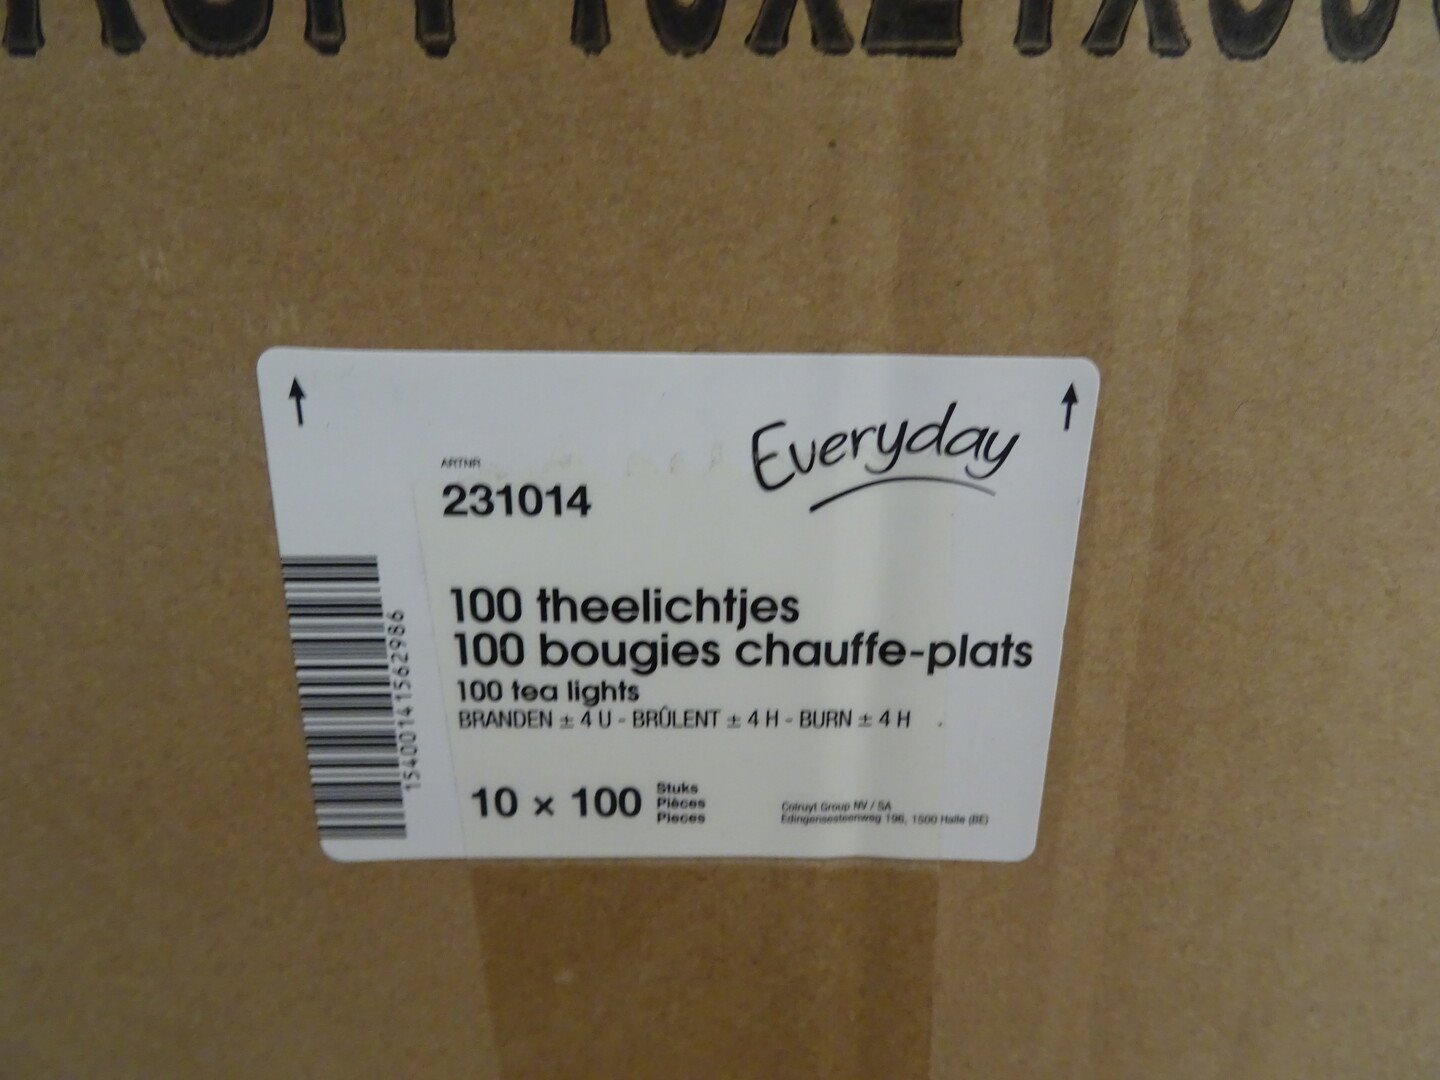 Everyday
ARTNR
231014
100 theelichtjes
100 bougies chauffe-plats
100 tea lights
BRANDEN ± 4 U - BRÛLENT ± 4 H - BURN ± 4 H
10 × 100
Stuks
Pièces
Pieces
Colruyt Group NV / SA
Edingensesteenweg 196, 1500 Halle (BE)
15400141562986